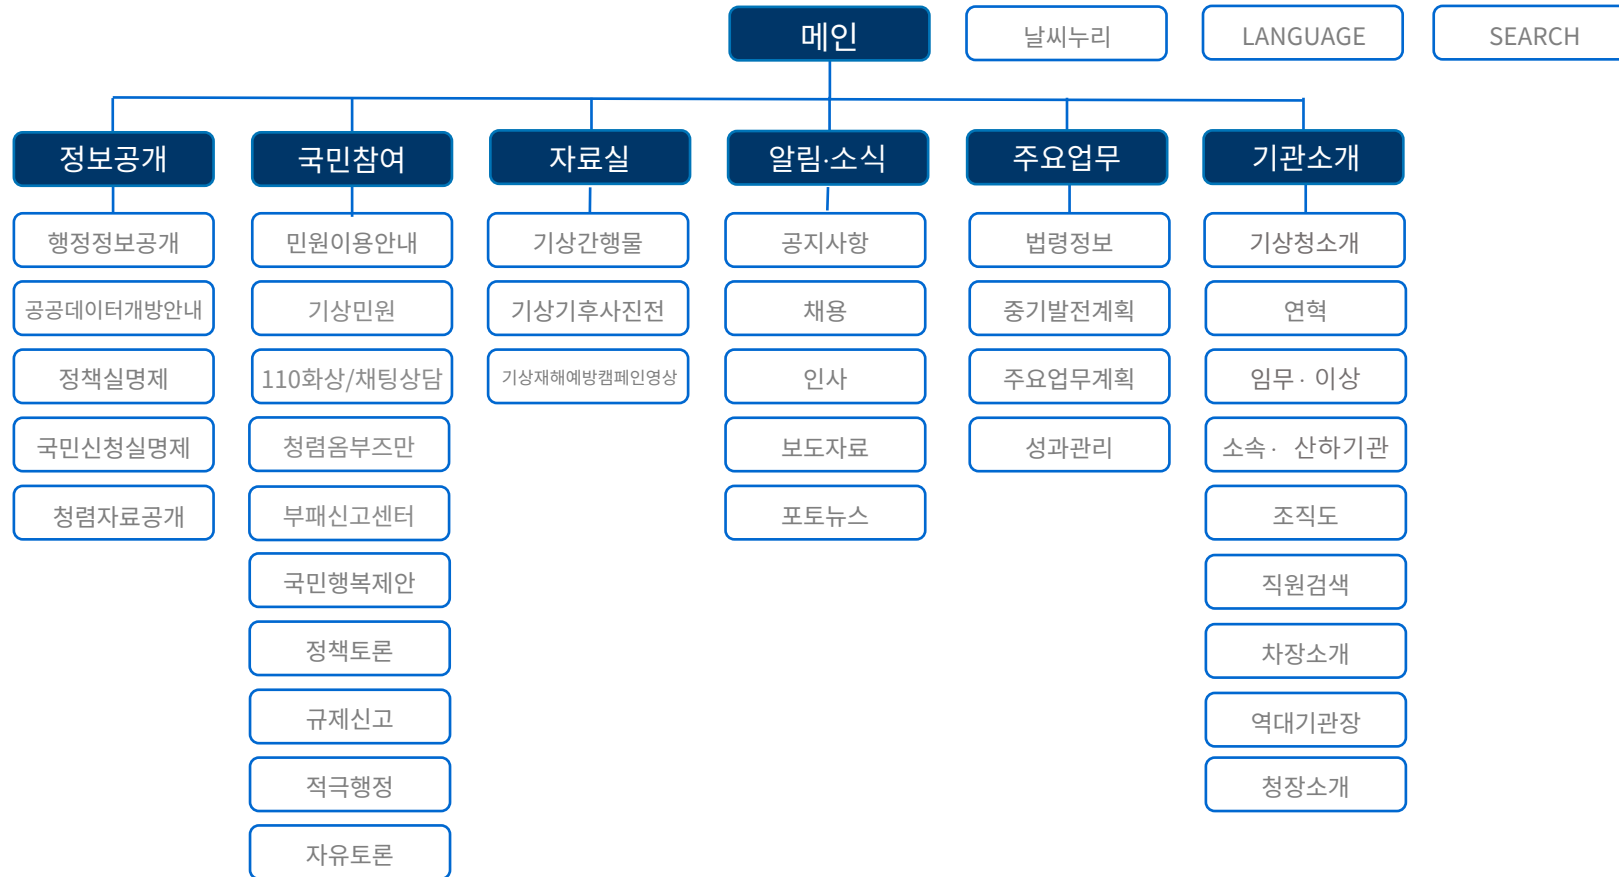 메인
날씨누리
LANGUAGE
SEARCH
정보공개
국민참여
자료실
알림·소식
주요업무
기관소개
행정정보공개
공공데이터개방안내
정책실명제
국민신청실명제
청렴자료공개
민원이용안내
기상민원
110화상/채팅상담
청렴옴부즈만
부패신고센터
국민행복제안
정책토론
규제신고
적극행정
자유토론
기상간행물
기상기후사진전
기상재해예방캠페인영상
공지사항
채용
인사
보도자료
포토뉴스
법령정보
중기발전계획
주요업무계획
성과관리
기상청소개
연혁
임무· 이상
소속· 산하기관
조직도
직원검색
차장소개
역대기관장
청장소개